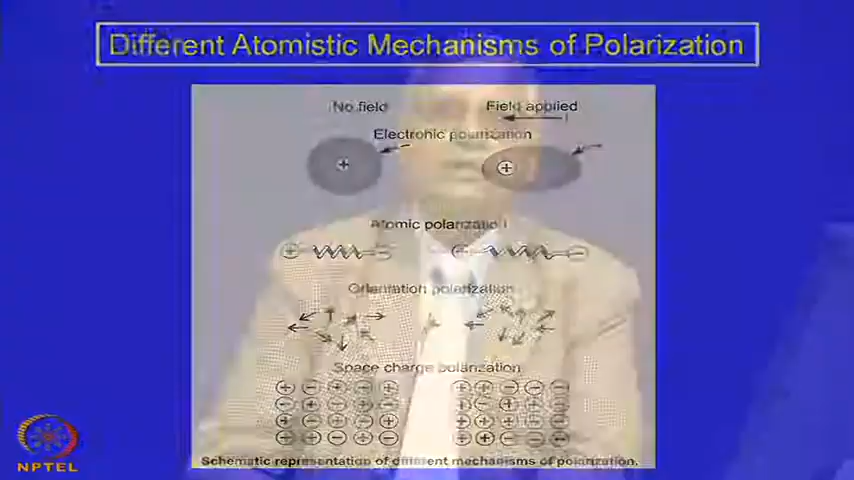 Different Atomistic Mechanisms of Polarization
No field
Field applied
Electronic polarization
Atomic polarization
Orientation polarization
Space charge polarization
Schematic representation of different mechanisms of polarization.
NPTEL